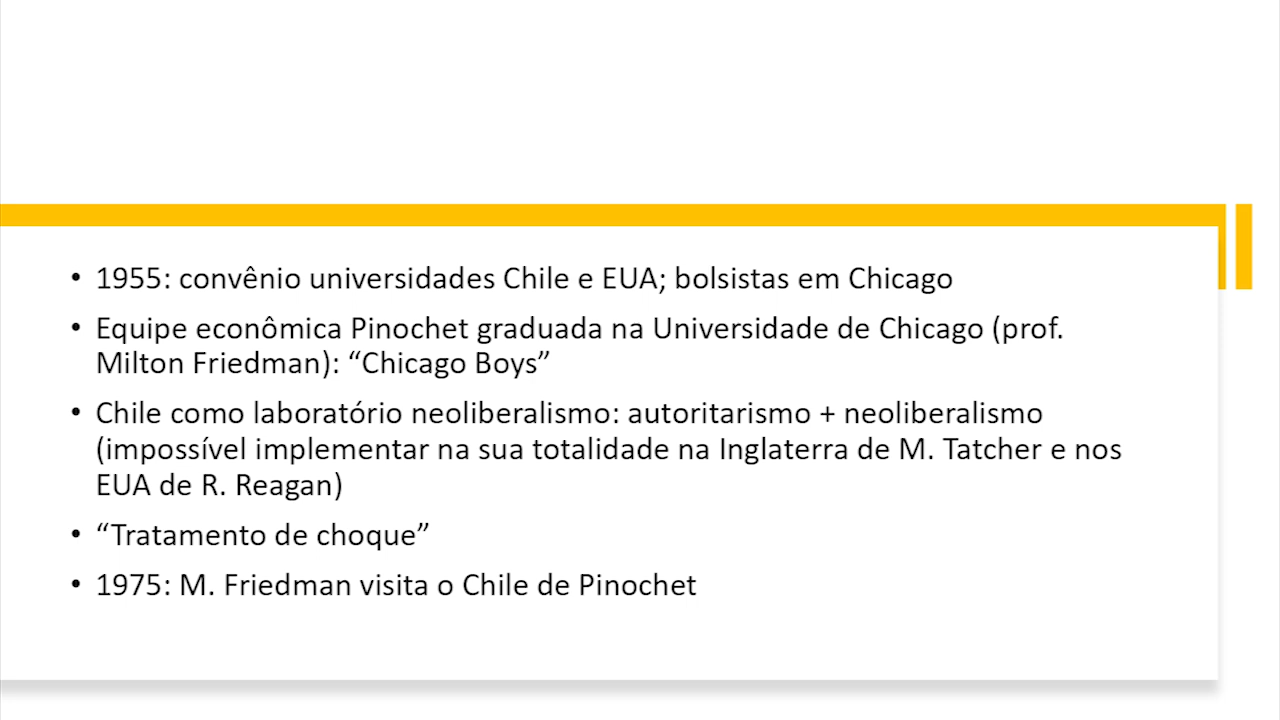 • 1955: convênio universidades Chile e EUA; bolsistas em Chicago
• Equipe econômica Pinochet graduada na Universidade de Chicago (prof.
Milton Friedman): “Chicago Boys”
• Chile como laboratório neoliberalismo: autoritarismo + neoliberalismo
(impossível implementar na sua totalidade na Inglaterra de M. Tatcher e nos
EUA de R. Reagan)
• “Tratamento de choque”
• 1975: M. Friedman visita o Chile de Pinochet